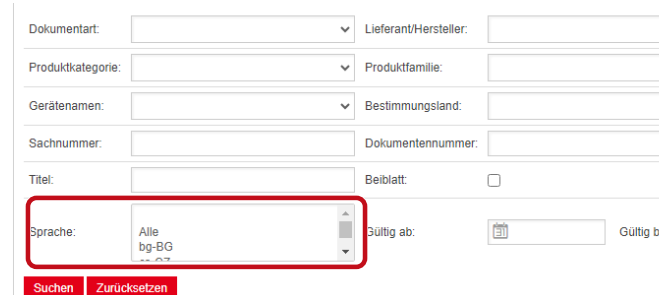 Dokumentart: Lieferant/Hersteller:
Produktkategorie: Produktfamilie:
Gerätenamen: Bestimmungsland:
Sachnummer: Dokumentennummer:
Titel: Beiblatt:
Sprache: Alle Gültig ab: Gültig b
bg-BG
Suchen Zurücksetzen